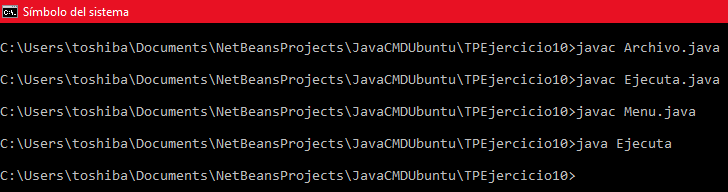 Símbolo del sistema
C:\Users\toshiba\Documents\NetBeansProjects\JavaCMDUbuntu\TPEjercicio10>javac Archivo.java
C:\Users\toshiba\Documents\NetBeansProjects\JavaCMDUbuntu\TPEjercicio10>javac Ejecuta.java
C:\Users\toshiba\Documents\NetBeansProjects\JavaCMDUbuntu\TPEjercicio10>javac Menu.java
C:\Users\toshiba\Documents\NetBeansProjects\JavaCMDUbuntu\TPEjercicio10>java Ejecuta
C:\Users\toshiba\Documents\NetBeansProjects\JavaCMDUbuntu\TPEjercicio10>